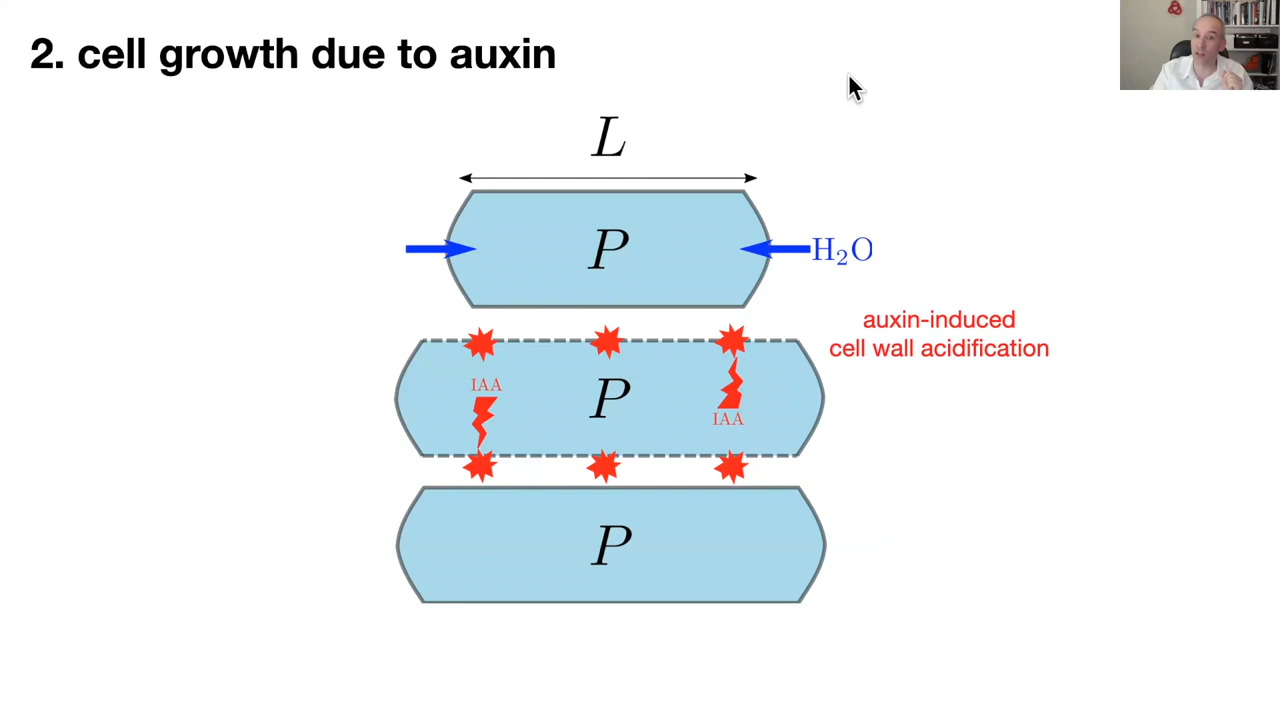 2. cell growth due to auxin
L
P
H₂O
auxin-induced
cell wall acidification
IAA
P
IAA
P